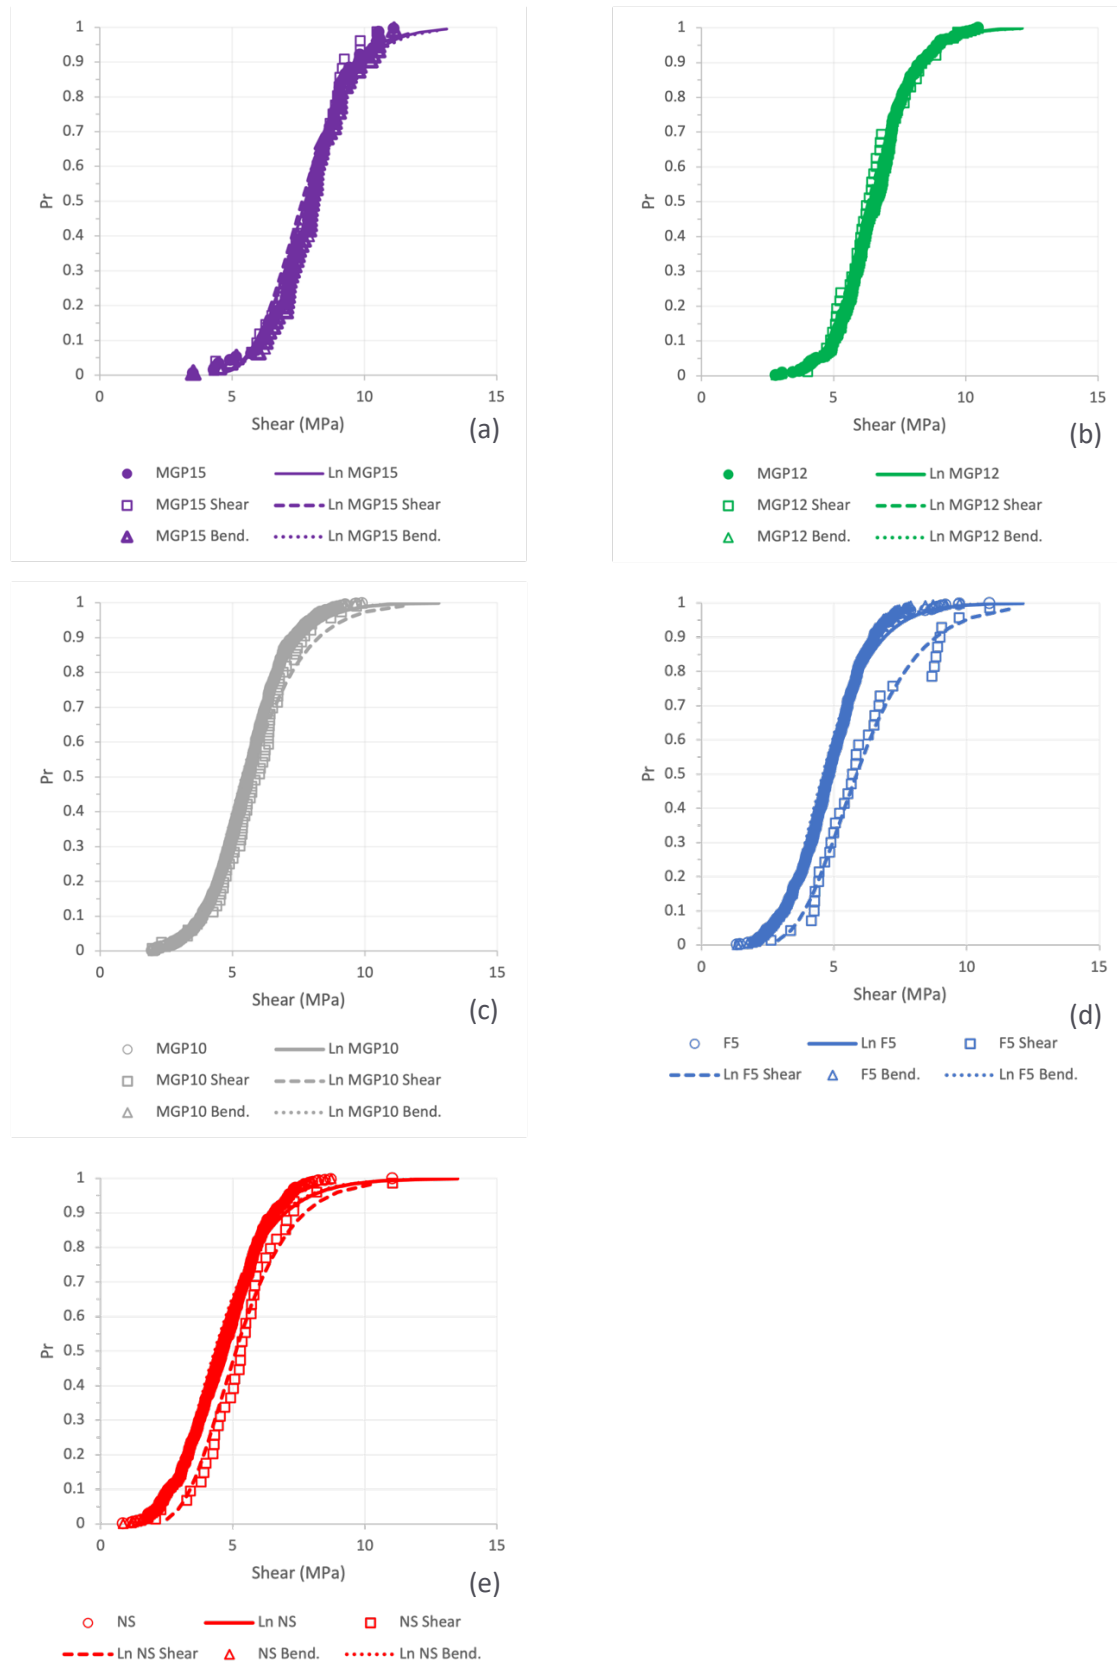 1
0.9
0.8
0.7
0.6
0.5
0.4
0.3
0.2
0.1
0
Pr
0 5 10 15
Shear (MPa)
(a)
MGP15 Ln MGP15
MGP15 Shear Ln MGP15 Shear
MGP15 Bend. Ln MGP15 Bend.
1
0.9
0.8
0.7
0.6
0.5
0.4
0.3
0.2
0.1
0
Pr
0 5 10 15
Shear (MPa)
(b)
MGP12 Ln MGP12
MGP12 Shear Ln MGP12 Shear
MGP12 Bend. Ln MGP12 Bend.
1
0.9
0.8
0.7
0.6
0.5
0.4
0.3
0.2
0.1
0
Pr
0 5 10 15
Shear (MPa)
(c)
MGP10 Ln MGP10
MGP10 Shear Ln MGP10 Shear
MGP10 Bend. Ln MGP10 Bend.
1
0.9
0.8
0.7
0.6
0.5
0.4
0.3
0.2
0.1
0
Pr
0 5 10 15
Shear (MPa)
(d)
F5 Ln F5 F5 Shear
Ln F5 Shear F5 Bend. Ln F5 Bend.
1
0.9
0.8
0.7
0.6
0.5
0.4
0.3
0.2
0.1
0
Pr
0 5 10 15
Shear (MPa)
(e)
NS Ln NS NS Shear
Ln NS Shear NS Bend. Ln NS Bend.